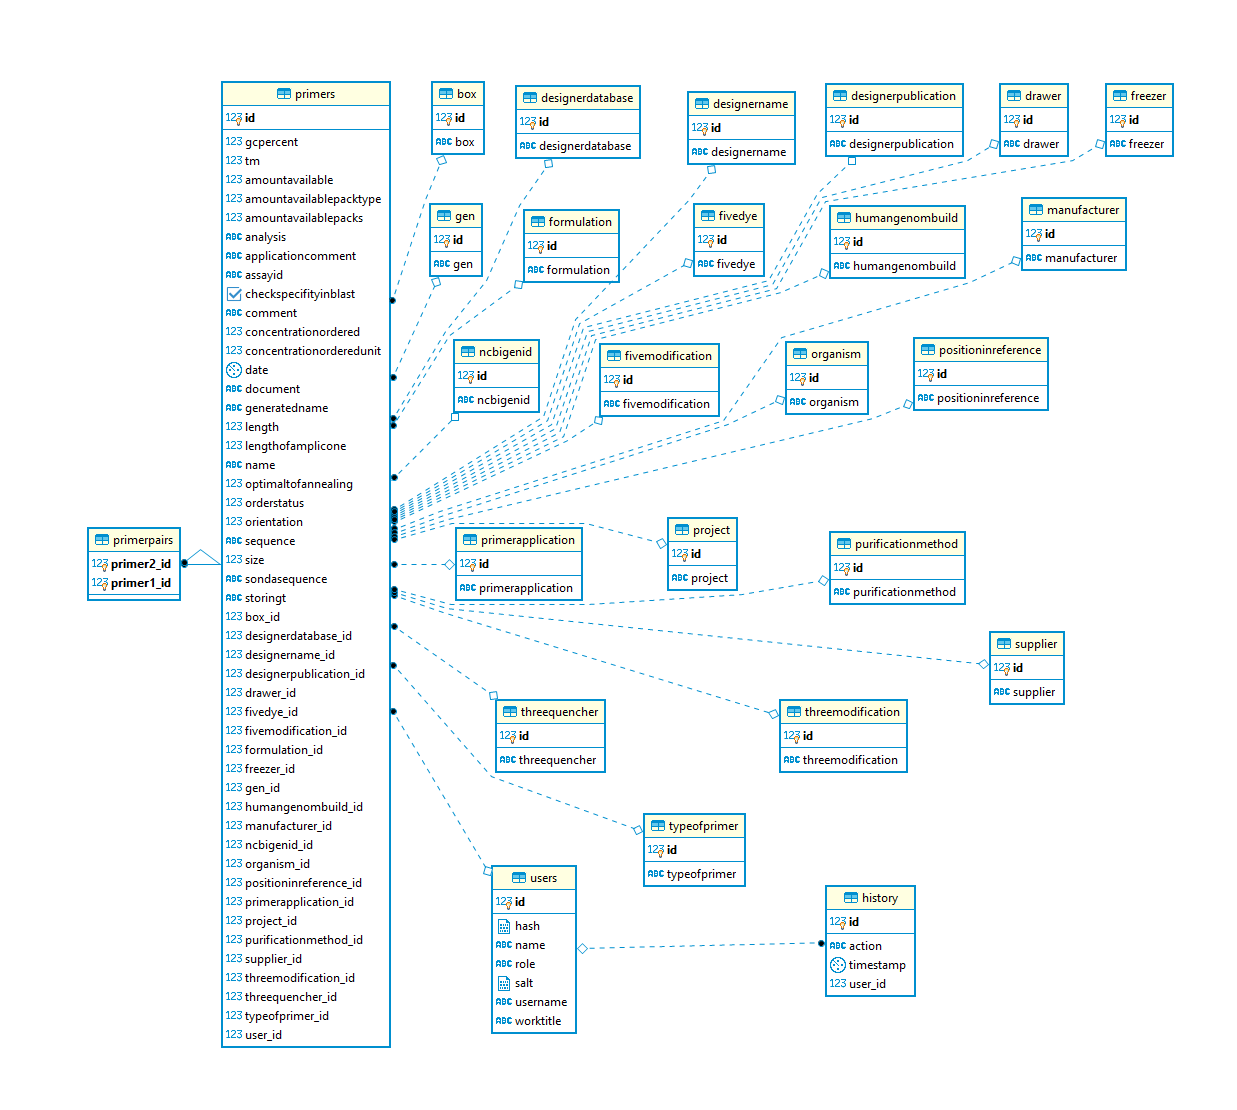 primers
123 id
123 gcpercent
123 tm
123 amountavailable
123 amountavailablepacktype
123 amountavailablepacks
ABC analysis
ABC applicationcomment
ABC assayid
checkspecifityinblast
ABC comment
123 concentrationordered
123 concentrationorderedunit
date
ABC document
ABC generatedname
123 length
123 lengthofamplicone
ABC name
123 optimaltofannealing
123 orderstatus
123 orientation
ABC sequence
123 size
ABC sondasequence
123 storingt
123 box_id
123 designerdatabase_id
123 designername_id
123 designerpublication_id
123 drawer_id
123 fivedye_id
123 fivemodification_id
123 formulation_id
123 freezer_id
123 gen_id
123 humangenombuild_id
123 manufacturer_id
123 ncbigenid_id
123 organism_id
123 positioninreference_id
123 primerapplication_id
123 project_id
123 purificationmethod_id
123 supplier_id
123 threemodification_id
123 threequencher_id
123 typeofprimer_id
123 user_id
primerpairs
123 primer2_id
123 primer1_id
box
123 id
ABC box
designerdatabase
123 id
ABC designerdatabase
designername
123 id
ABC designername
designerpublication
123 id
ABC designerpublication
drawer
123 id
ABC drawer
freezer
123 id
ABC freezer
gen
123 id
ABC gen
formulation
123 id
ABC formulation
fivedye
123 id
ABC fivedye
humangenombuild
123 id
ABC humangenombuild
manufacturer
123 id
ABC manufacturer
ncbigenid
123 id
ABC ncbigenid
fivemodification
123 id
ABC fivemodification
organism
123 id
ABC organism
positioninreference
123 id
ABC positioninreference
primerapplication
123 id
ABC primerapplication
project
123 id
ABC project
purificationmethod
123 id
ABC purificationmethod
supplier
123 id
ABC supplier
threequencher
123 id
ABC threequencher
threemodification
123 id
ABC threemodification
typeofprimer
123 id
ABC typeofprimer
users
123 id
hash
ABC name
ABC role
salt
ABC username
ABC worktitle
history
123 id
ABC action
timestamp
123 user_id